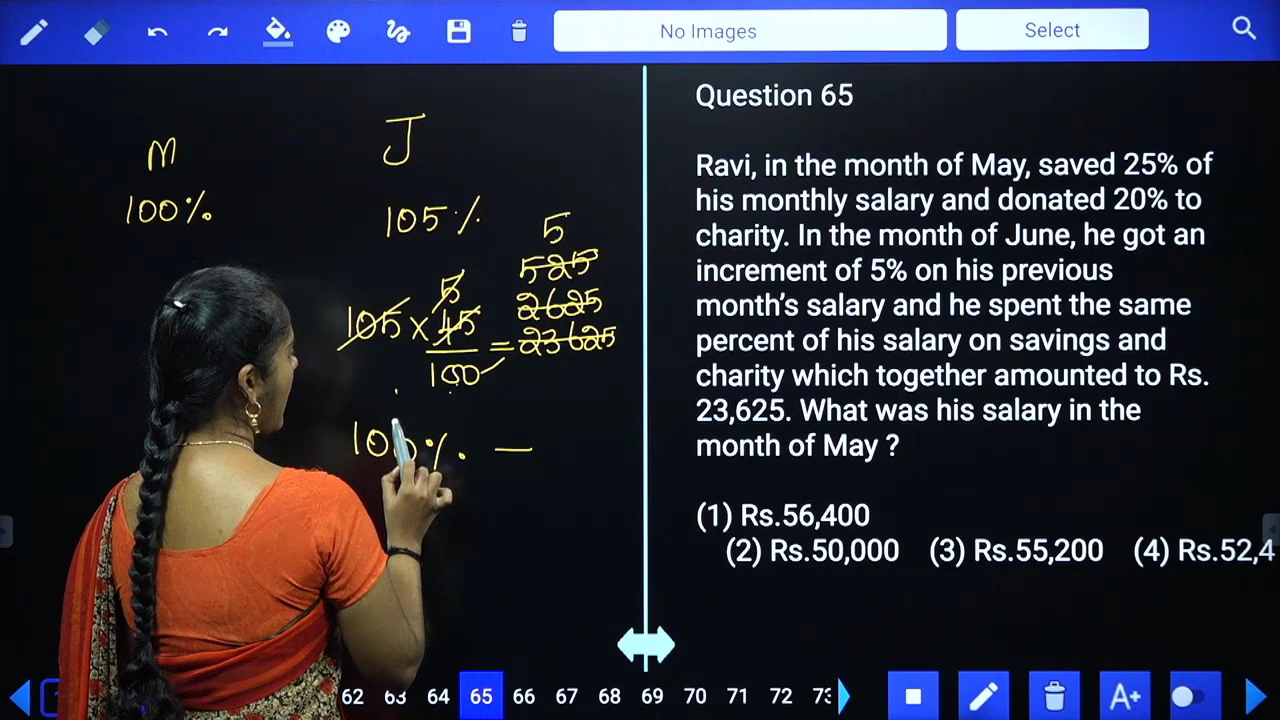 No Images
Select
M
J
100%
105%
5
525
5
2625
105 × 45 = 23625
100
100% —
Question 65
Ravi, in the month of May, saved 25% of
his monthly salary and donated 20% to
charity. In the month of June, he got an
increment of 5% on his previous
month's salary and he spent the same
percent of his salary on savings and
charity which together amounted to Rs.
23,625. What was his salary in the
month of May ?
(1) Rs.56,400
(2) Rs.50,000 (3) Rs.55,200 (4) Rs.52,4
62 63 64 65 66 67 68 69 70 71 72 73
A+